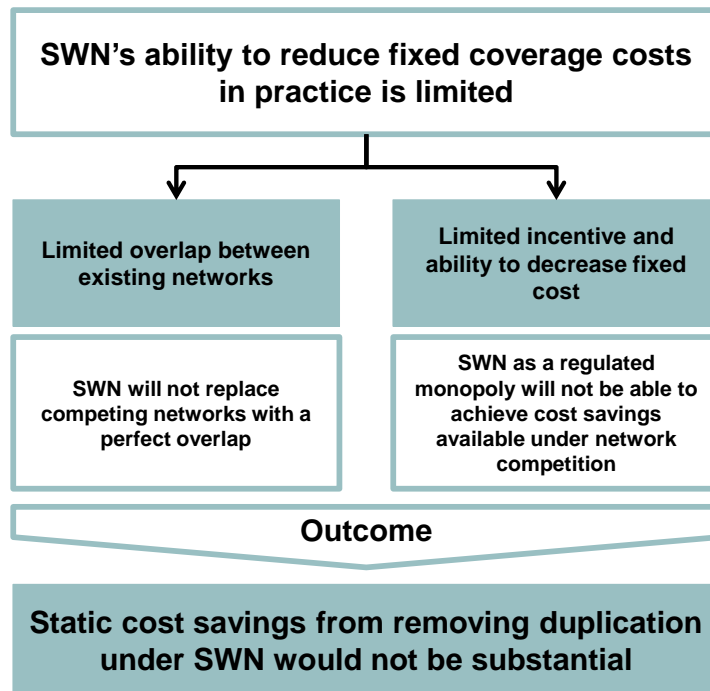 SWN's ability to reduce fixed coverage costs
in practice is limited
Limited overlap between
existing networks
Limited incentive and
ability to decrease fixed
cost
SWN will not replace
competing networks with a
perfect overlap
SWN as a regulated
monopoly will not be able to
achieve cost savings
available under network
competition
Outcome
Static cost savings from removing duplication
under SWN would not be substantial